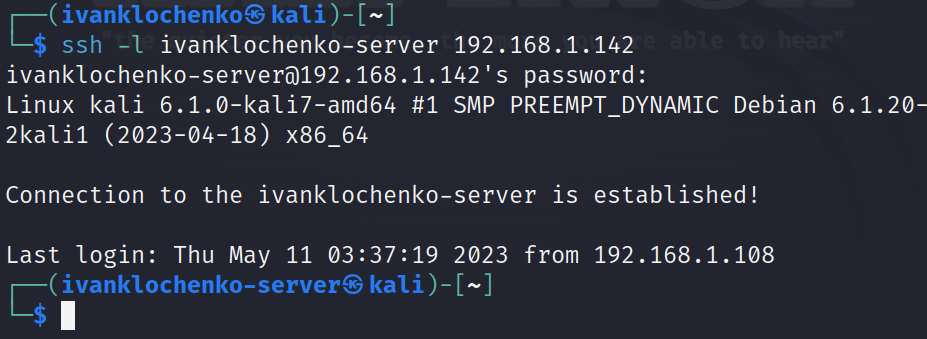 ┌──(ivanklochenko㉿kali)-[~]
└─$ ssh -l ivanklochenko-server 192.168.1.142
ivanklochenko-server@192.168.1.142's password:
Linux kali 6.1.0-kali7-amd64 #1 SMP PREEMPT_DYNAMIC Debian 6.1.20-
2kali1 (2023-04-18) x86_64
Connection to the ivanklochenko-server is established!
Last login: Thu May 11 03:37:19 2023 from 192.168.1.108
┌──(ivanklochenko-server㉿kali)-[~]
└─$